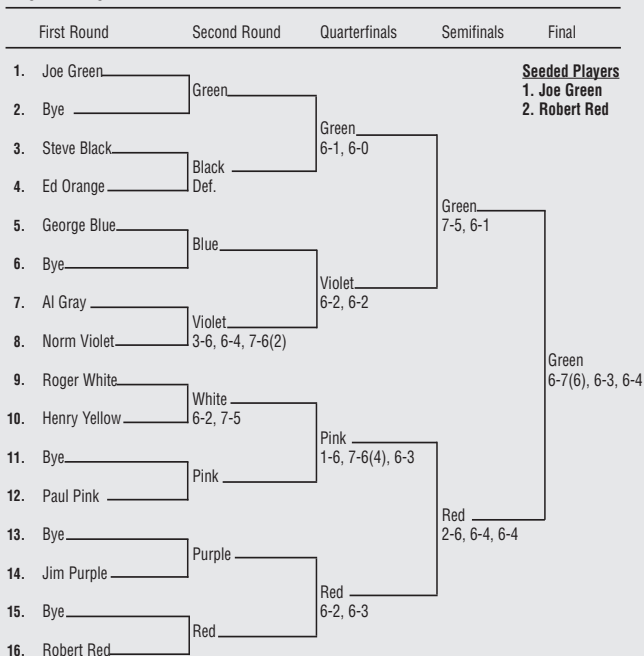 First Round Second Round Quarterfinals Semifinals Final
1. Joe Green
2. Bye
3. Steve Black
4. Ed Orange
5. George Blue
6. Bye
7. Al Gray
8. Norm Violet
9. Roger White
10. Henry Yellow
11. Bye
12. Paul Pink
13. Bye
14. Jim Purple
15. Bye
16. Robert Red
Green
Black
Def.
Blue
Violet
3-6, 6-4, 7-6(2)
White
6-2, 7-5
Pink
Purple
Red
Green
6-1, 6-0
Violet
6-2, 6-2
Pink
1-6, 7-6(4), 6-3
Red
6-2, 6-3
Green
7-5, 6-1
Red
2-6, 6-4, 6-4
Green
6-7(6), 6-3, 6-4
Seeded Players
1. Joe Green
2. Robert Red